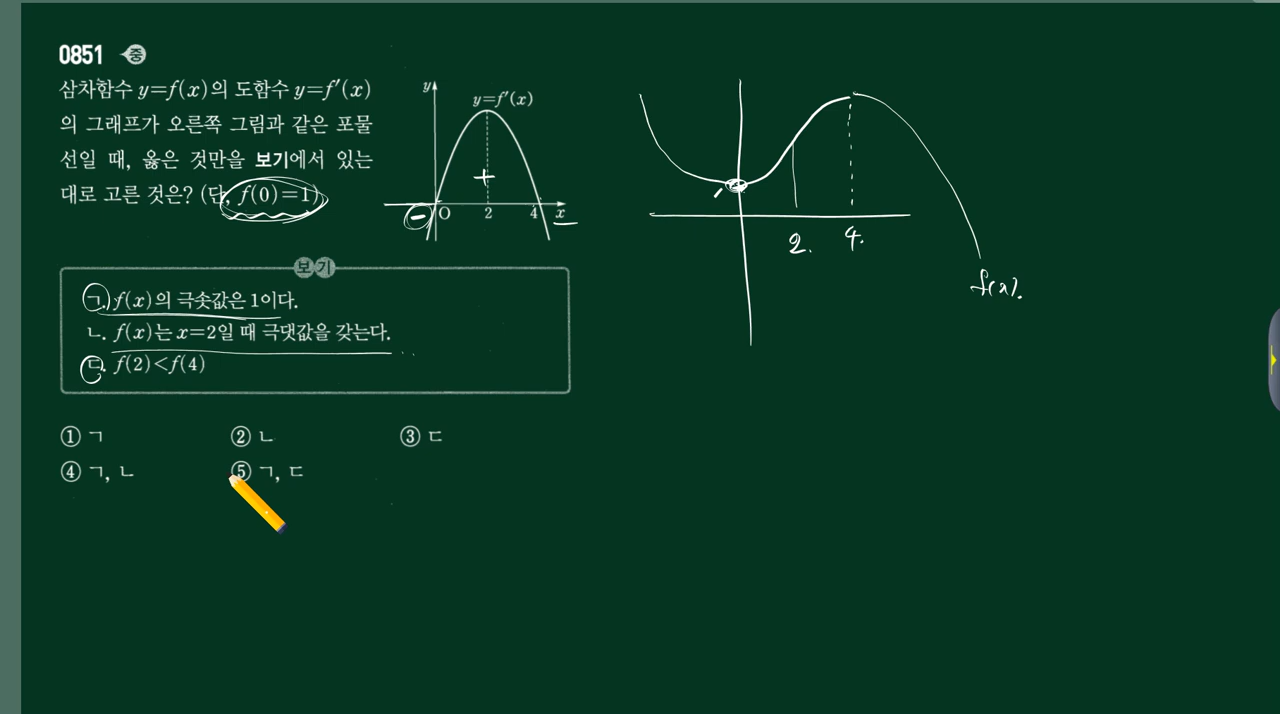 0851 중
삼차함수 y=f(x)의 도함수 y=f'(x)
의 그래프가 오른쪽 그림과 같은 포물
선일 때, 옳은 것만을 보기에서 있는
대로 고른 것은? (단, f(0)=1)
y
y=f'(x)
+
-
O 2 4 x
보기
ㄱ. f(x)의 극솟값은 1이다.
ㄴ. f(x)는 x=2일 때 극댓값을 갖는다.
ㄷ. f(2)<f(4)
① ㄱ ② ㄴ ③ ㄷ
④ ㄱ, ㄴ ⑤ ㄱ, ㄷ
2. 4.
f(x).